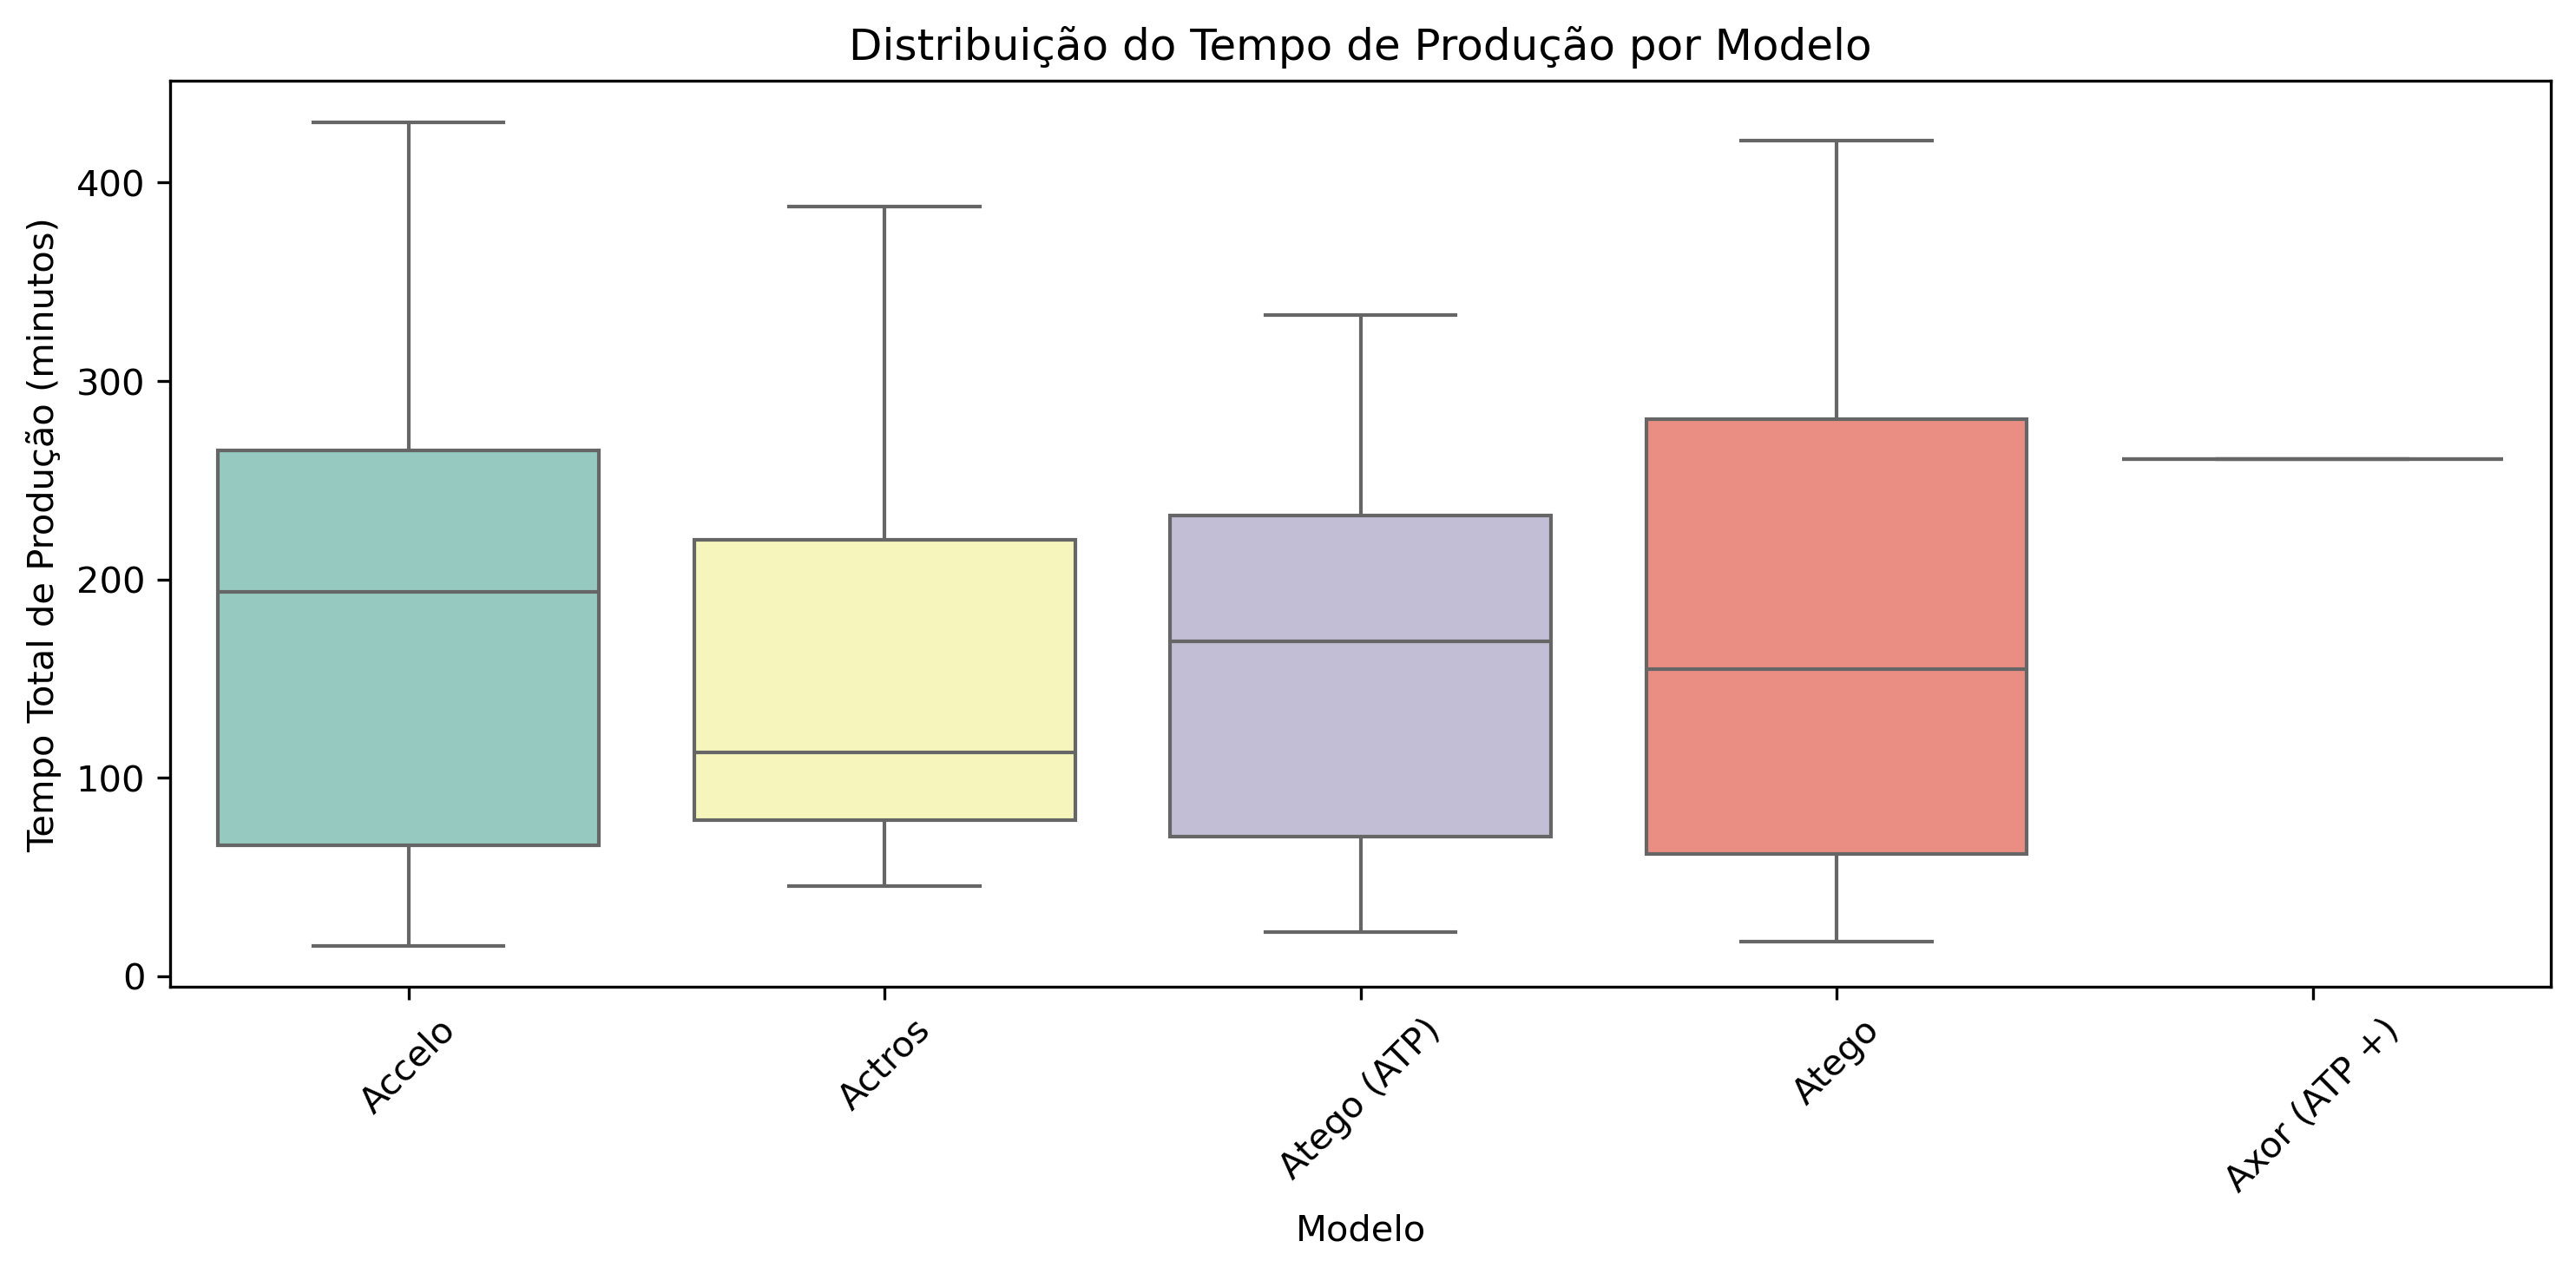 Distribuição do Tempo de Produção por Modelo
Tempo Total de Produção (minutos)
400
300
200
100
0
Accelo
Actros
Atego (ATP)
Atego
Axor (ATP +)
Modelo